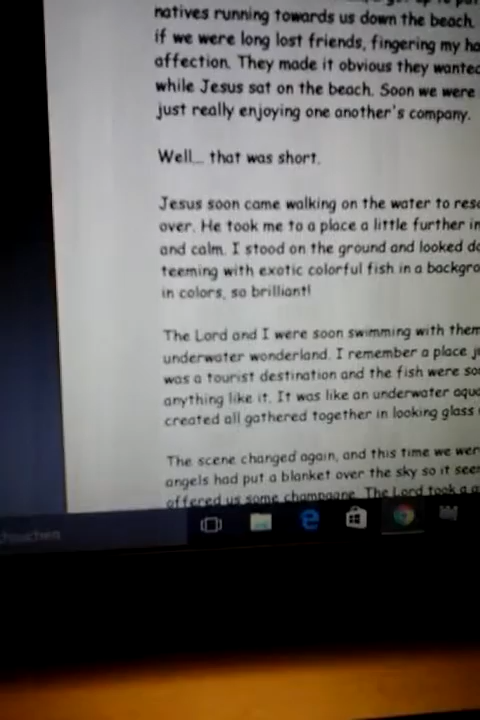 natives running towards us down the beach.
if we were long lost friends, fingering my
affection. They made it obvious they wanted
while Jesus sat on the beach. Soon we were
just really enjoying one another's company.
Well... that was short.
Jesus soon came walking on the water to
over. He took me to a place a little further
and calm. I stood on the ground and looked
teeming with exotic colorful fish in a
in colors, so brilliant!
The Lord and I were soon swimming with them
underwater wonderland. I remember a place
was a tourist destination and the fish were
anything like it. It was like an underwater
created all gathered together in looking glass
The scene changed again, and this time we
angels had put a blanket over the sky so it
offered us some champagne. The Lord took a